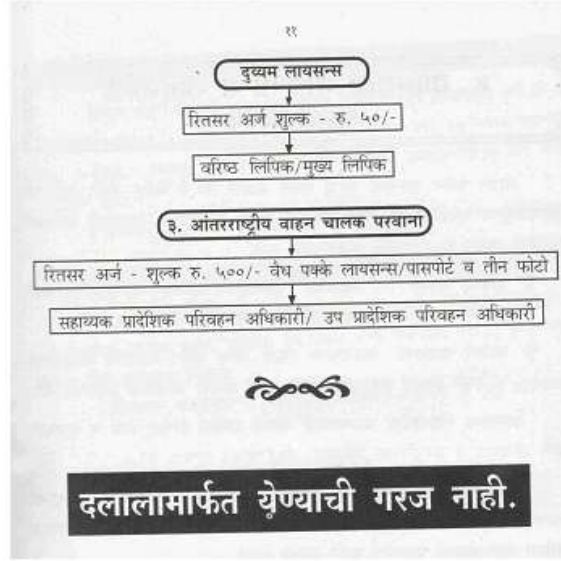 ११
दुय्यम लायसन्स
रितसर अर्ज शुल्क - रु. ५०/-
वरिष्ठ लिपिक/मुख्य लिपिक
३. आंतरराष्ट्रीय वाहन चालक परवाना
रितसर अर्ज - शुल्क रु. ५००/- वैध पक्के लायसन्स/पासपोर्ट व तीन फोटो
सहाय्यक प्रादेशिक परिवहन अधिकारी/ उप प्रादेशिक परिवहन अधिकारी
दलालामार्फत येण्याची गरज नाही.